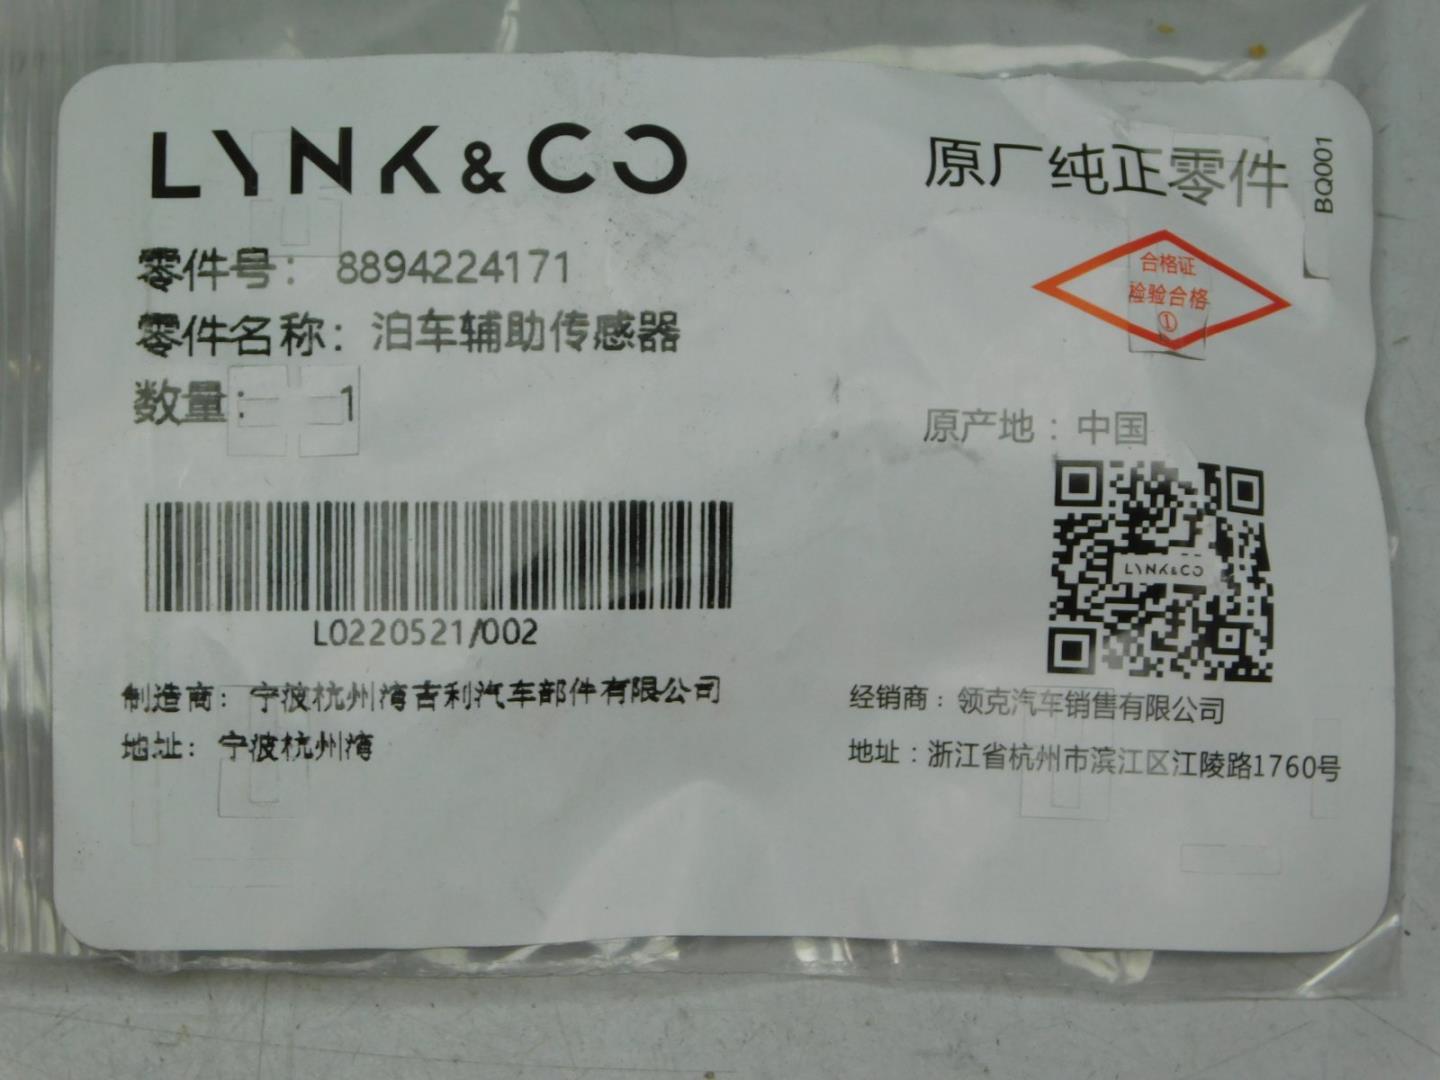 LYNK&CO
原厂纯正零件
BQ001
零件号：8894224171
合格证
检验合格
①
零件名称：泊车辅助传感器
数量：1
原产地：中国
LYNK&CO
L0220521/002
制造商：宁波杭州湾吉利汽车部件有限公司
地址：宁波杭州湾
经销商：领克汽车销售有限公司
地址：浙江省杭州市滨江区江陵路1760号